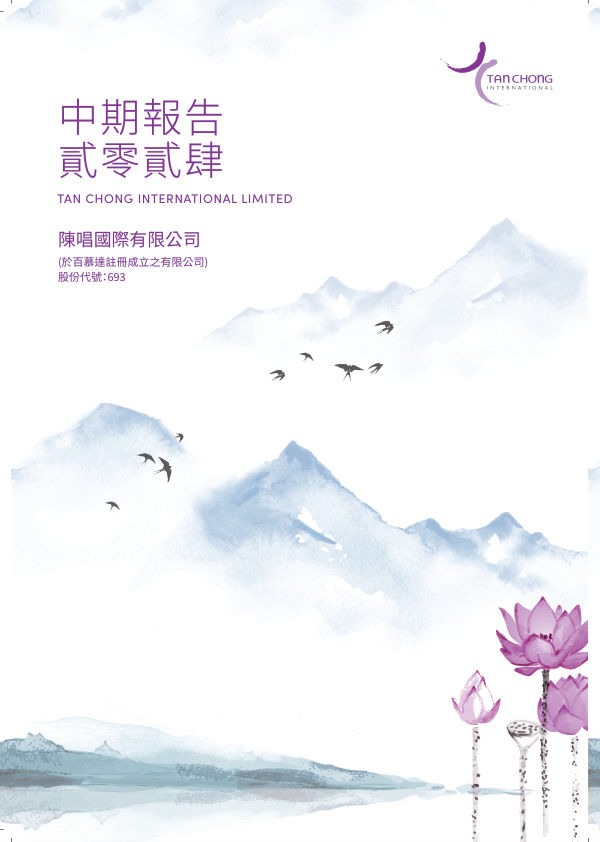 TAN CHONG
INTERNATIONAL
中期報告
貳零貳肆
TAN CHONG INTERNATIONAL LIMITED
陳唱國際有限公司
(於百慕達註冊成立之有限公司)
股份代號：693